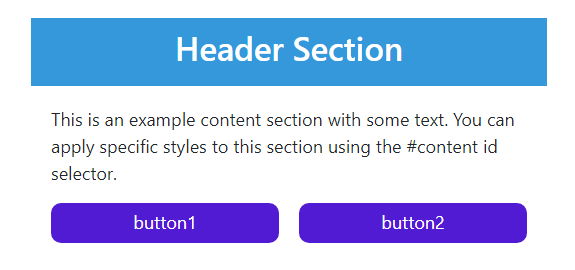 Header Section
This is an example content section with some text. You can
apply specific styles to this section using the #content id
selector.
button1
button2